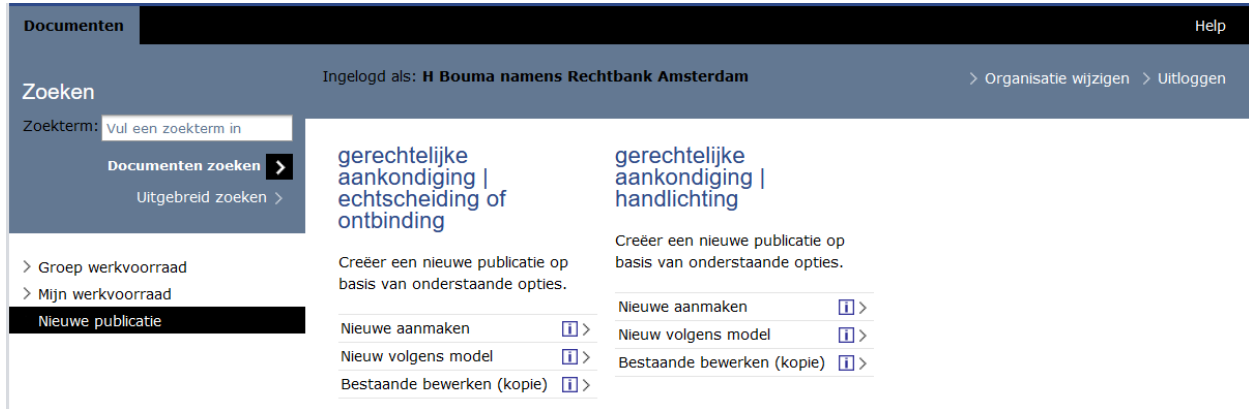 Documenten
Help
Zoeken
Zoekterm: Vul een zoekterm in
Documenten zoeken
Uitgebreid zoeken
Ingelogd als: H Bouma namens Rechtbank Amsterdam
Organisatie wijzigen
Uitloggen
Groep werkvoorraad
Mijn werkvoorraad
Nieuwe publicatie
gerechtelijke
aankondiging |
echtscheiding of
ontbinding
Creëer een nieuwe publicatie op
basis van onderstaande opties.
Nieuwe aanmaken i
Nieuw volgens model i
Bestaande bewerken (kopie) i
gerechtelijke
aankondiging |
handlichting
Creëer een nieuwe publicatie op
basis van onderstaande opties.
Nieuwe aanmaken i
Nieuw volgens model i
Bestaande bewerken (kopie) i